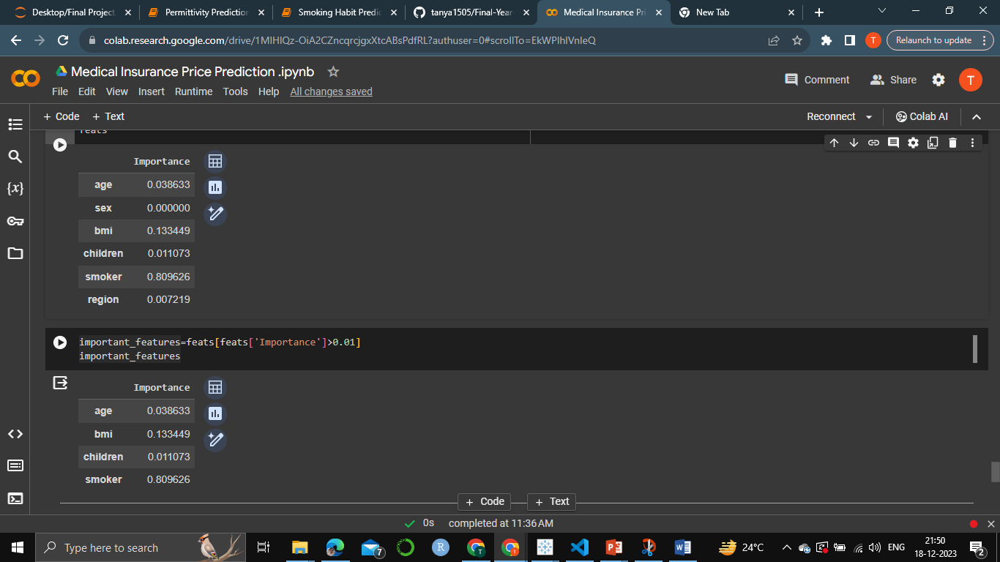 Desktop/Final Project
Permittivity Prediction
Smoking Habit Predic
tanya1505/Final-Year
Medical Insurance Pri
New Tab
colab.research.google.com/drive/1MIHIQz-OiA2CZncqrcjgxXtcABsPdfRL?authuser=0#scrollTo=EkWPlhIVnleQ
T
Relaunch to update
Medical Insurance Price Prediction .ipynb
Comment
Share
T
File Edit View Insert Runtime Tools Help All changes saved
+ Code + Text
Reconnect
Colab AI
feats
Importance
age 0.038633
sex 0.000000
bmi 0.133449
children 0.011073
smoker 0.809626
region 0.007219
important_features=feats[feats['Importance']>0.01]
important_features
Importance
age 0.038633
bmi 0.133449
children 0.011073
smoker 0.809626
+ Code + Text
0s completed at 11:36 AM
Type here to search
7
24°C
ENG
21:50
18-12-2023
2